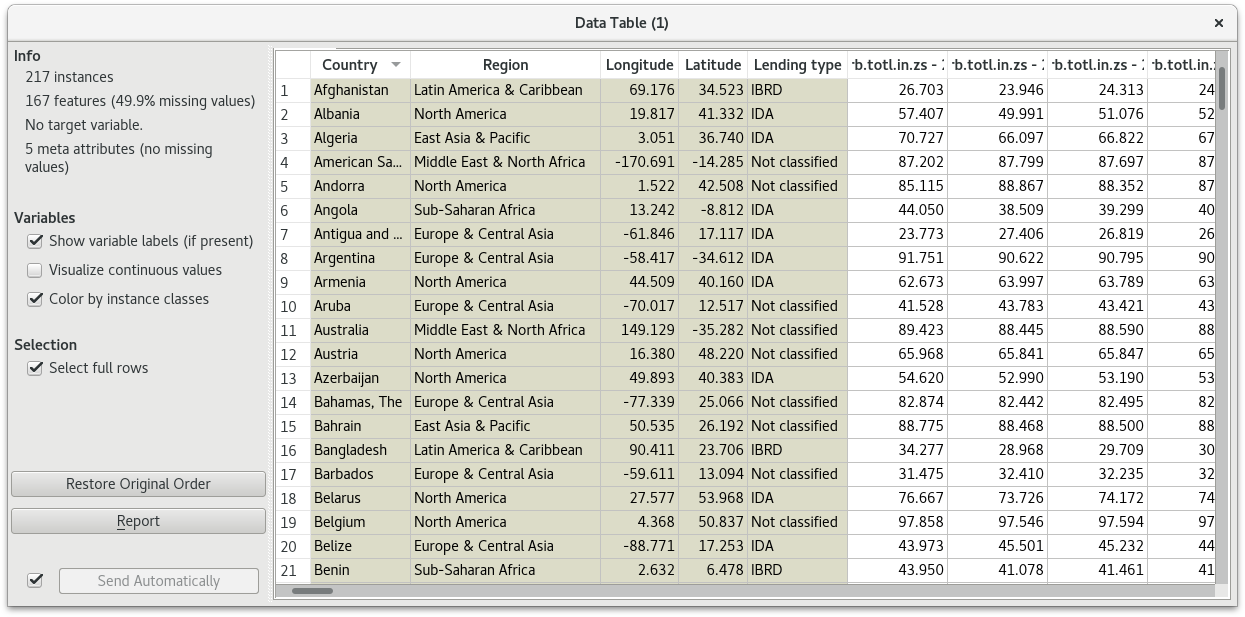 Data Table (1)
Info
217 instances
167 features (49.9% missing values)
No target variable.
5 meta attributes (no missing
values)
Variables
Show variable labels (if present)
Visualize continuous values
Color by instance classes
Selection
Select full rows
Restore Original Order
Report
Send Automatically
Country Region Longitude Latitude Lending type b.totl.in.zs - b.totl.in.zs - b.totl.in.zs - b.totl.in.
1 Afghanistan Latin America & Caribbean 69.176 34.523 IBRD 26.703 23.946 24.313 24
2 Albania North America 19.817 41.332 IDA 57.407 49.991 51.076 52
3 Algeria East Asia & Pacific 3.051 36.740 IDA 70.727 66.097 66.822 67
4 American Sa... Middle East & North Africa -170.691 -14.285 Not classified 87.202 87.799 87.697 87
5 Andorra North America 1.522 42.508 Not classified 85.115 88.867 88.352 87
6 Angola Sub-Saharan Africa 13.242 -8.812 IDA 44.050 38.509 39.299 40
7 Antigua and ... Europe & Central Asia -61.846 17.117 IDA 23.773 27.406 26.819 26
8 Argentina Europe & Central Asia -58.417 -34.612 IDA 91.751 90.622 90.795 90
9 Armenia North America 44.509 40.160 IDA 62.673 63.997 63.789 63
10 Aruba Europe & Central Asia -70.017 12.517 Not classified 41.528 43.783 43.421 43
11 Australia Middle East & North Africa 149.129 -35.282 Not classified 89.423 88.445 88.590 88
12 Austria North America 16.380 48.220 Not classified 65.968 65.841 65.847 65
13 Azerbaijan North America 49.893 40.383 IDA 54.620 52.990 53.190 53
14 Bahamas, The Europe & Central Asia -77.339 25.066 Not classified 82.874 82.442 82.495 82
15 Bahrain East Asia & Pacific 50.535 26.192 Not classified 88.775 88.468 88.500 88
16 Bangladesh Latin America & Caribbean 90.411 23.706 IBRD 34.277 28.968 29.709 30
17 Barbados Europe & Central Asia -59.611 13.094 Not classified 31.475 32.410 32.235 32
18 Belarus North America 27.577 53.968 IDA 76.667 73.726 74.172 74
19 Belgium North America 4.368 50.837 Not classified 97.858 97.546 97.594 97
20 Belize Europe & Central Asia -88.771 17.253 IDA 43.973 45.501 45.232 44
21 Benin Sub-Saharan Africa 2.632 6.478 IBRD 43.950 41.078 41.461 41